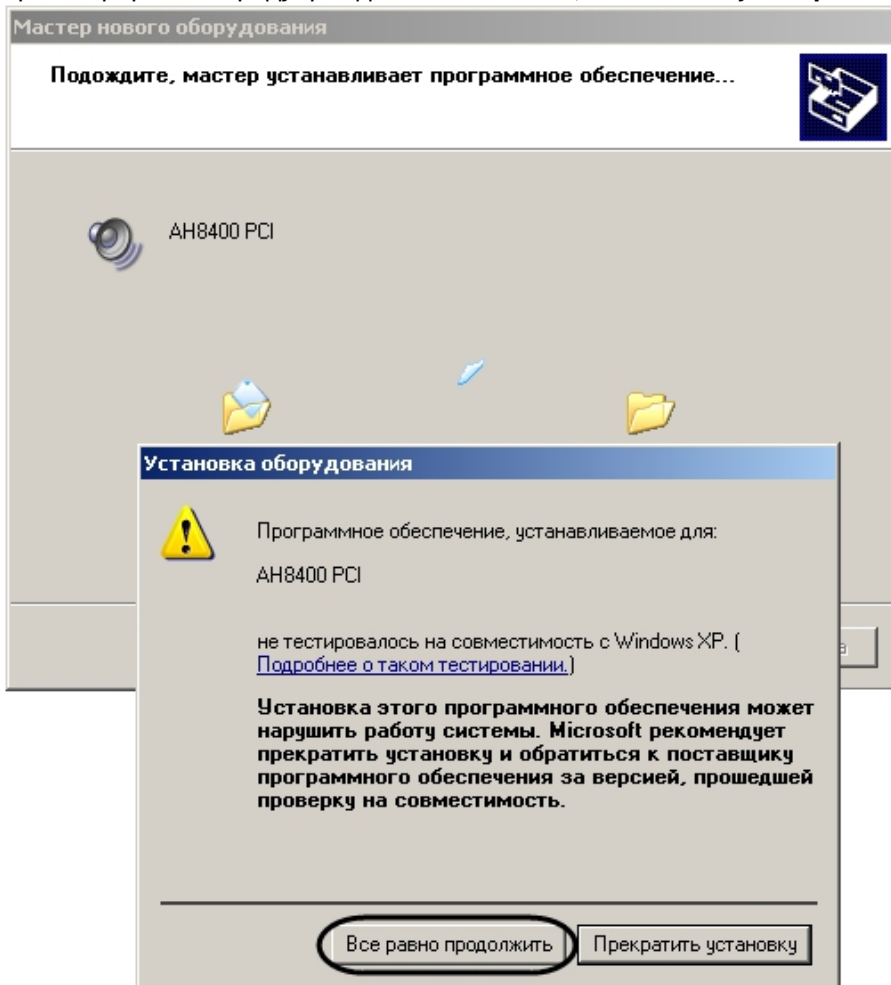 Мастер нового оборудования
Подождите, мастер устанавливает программное обеспечение...
AH8400 PCI
Установка оборудования
Программное обеспечение, устанавливаемое для:
AH8400 PCI
не тестировалось на совместимость с Windows XP. (
Подробнее о таком тестировании.)
Установка этого программного обеспечения может
нарушить работу системы. Microsoft рекомендует
прекратить установку и обратиться к поставщику
программного обеспечения за версией, прошедшей
проверку на совместимость.
Все равно продолжить
Прекратить установку